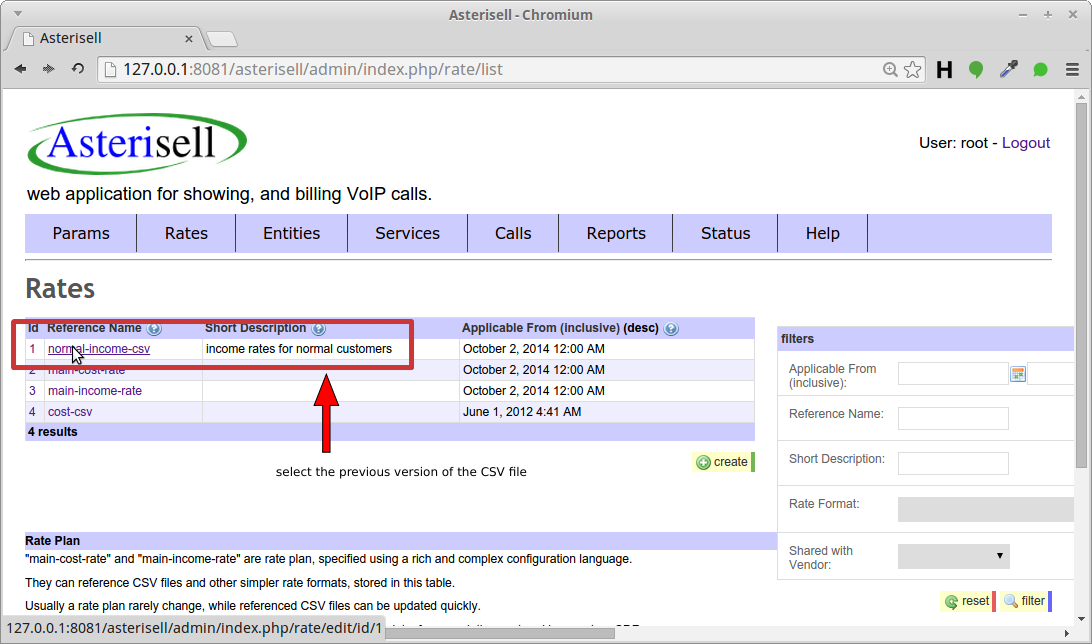 Asterisell - Chromium
Asterisell
127.0.0.1:8081/asterisell/admin/index.php/rate/list
H
Asterisell
User: root - Logout
web application for showing, and billing VoIP calls.
Params Rates Entities Services Calls Reports Status Help
Rates
Id Reference Name Short Description Applicable From (inclusive) (desc)
1 normal-income-csv income rates for normal customers October 2, 2014 12:00 AM
2 main-cost-rate October 2, 2014 12:00 AM
3 main-income-rate October 2, 2014 12:00 AM
4 cost-csv June 1, 2012 4:41 AM
4 results
create
select the previous version of the CSV file
filters
Applicable From
(inclusive):
Reference Name:
Short Description:
Rate Format:
Shared with
Vendor:
reset filter
Rate Plan
"main-cost-rate" and "main-income-rate" are rate plan, specified using a rich and complex configuration language.
They can reference CSV files and other simpler rate formats, stored in this table.
Usually a rate plan rarely change, while referenced CSV files can be updated quickly.
127.0.0.1:8081/asterisell/admin/index.php/rate/edit/id/1